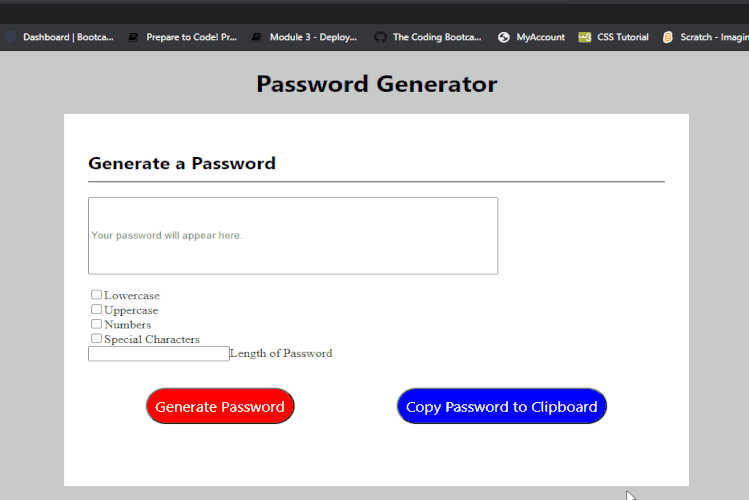 Dashboard | Bootca... Prepare to Code! Pr... Module 3 - Deploy... The Coding Bootca... MyAccount CSS Tutorial Scratch - Imagin
Password Generator
Generate a Password
Your password will appear here.
Lowercase
Uppercase
Numbers
Special Characters
Length of Password
Generate Password Copy Password to Clipboard